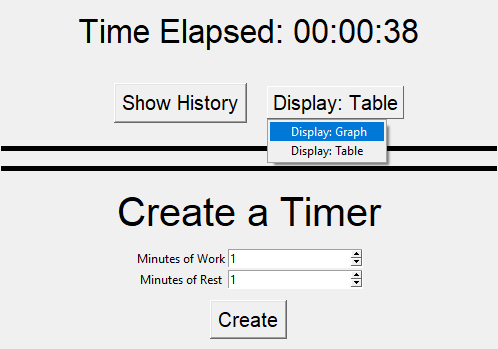 Time Elapsed: 00:00:38
Show History
Display: Table
Display: Graph
Display: Table
Create a Timer
Minutes of Work 1
Minutes of Rest 1
Create